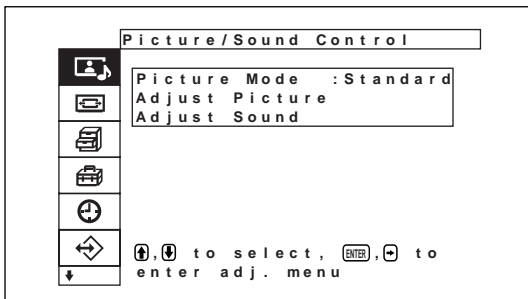 Picture/Sound Control
Picture Mode :Standard
Adjust Picture
Adjust Sound
↑,↓ to select, ENTER,→ to
enter adj. menu